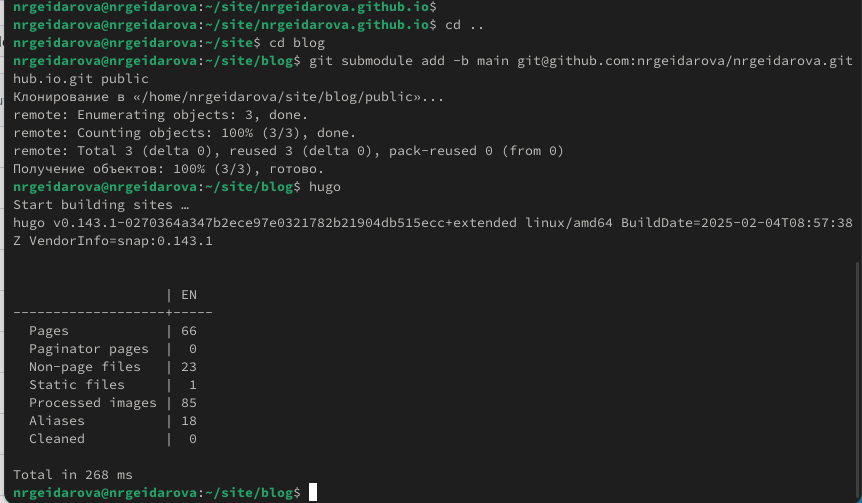 nrgeidarova@nrgeidarova:~/site/nrgeidarova.github.io$
nrgeidarova@nrgeidarova:~/site/nrgeidarova.github.io$ cd ..
nrgeidarova@nrgeidarova:~/site$ cd blog
nrgeidarova@nrgeidarova:~/site/blog$ git submodule add -b main git@github.com:nrgeidarova/nrgeidarova.git
hub.io.git public
Клонирование в «/home/nrgeidarova/site/blog/public»...
remote: Enumerating objects: 3, done.
remote: Counting objects: 100% (3/3), done.
remote: Total 3 (delta 0), reused 3 (delta 0), pack-reused 0 (from 0)
Получение объектов: 100% (3/3), готово.
nrgeidarova@nrgeidarova:~/site/blog$ hugo
Start building sites …
hugo v0.143.1-0270364a347b2ece97e0321782b21904db515ecc+extended linux/amd64 BuildDate=2025-02-04T08:57:38
Z VendorInfo=snap:0.143.1
                   | EN
-------------------+-----
  Pages            | 66
  Paginator pages  |  0
  Non-page files   | 23
  Static files     |  1
  Processed images | 85
  Aliases          | 18
  Cleaned          |  0
Total in 268 ms
nrgeidarova@nrgeidarova:~/site/blog$